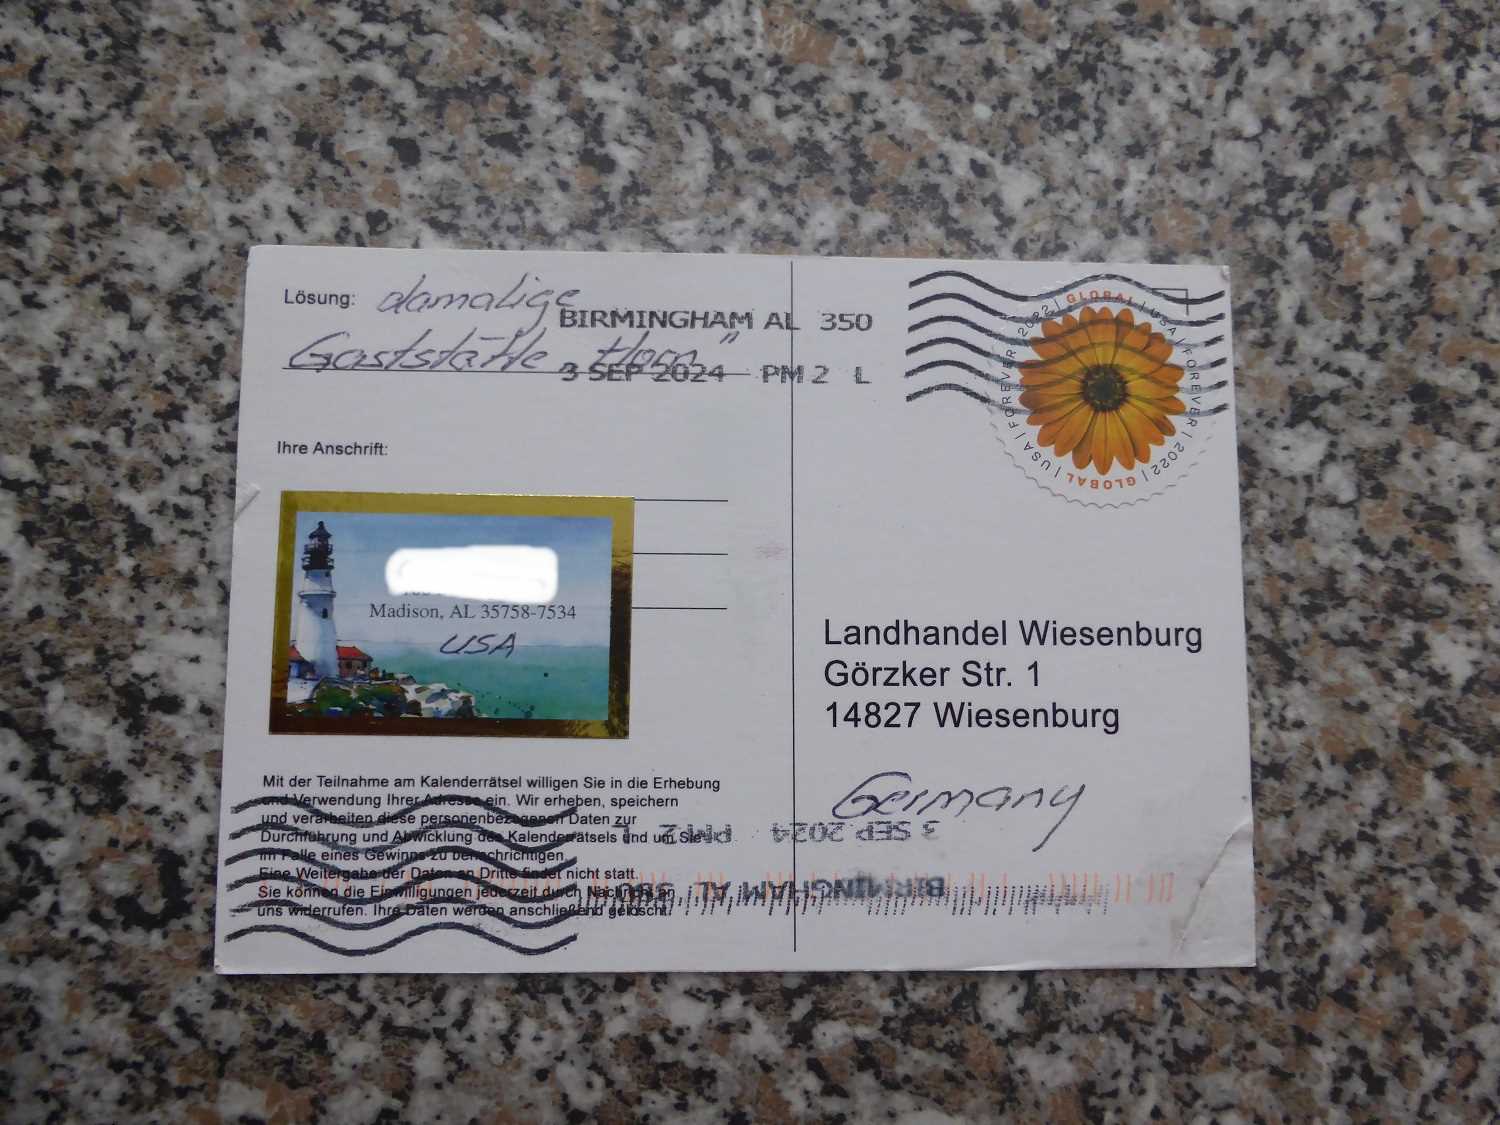 Lösung: damalige
Gaststätte "Horn"
BIRMINGHAM AL 350
3 SEP 2024 PM 2 L
GLOBAL | USA | FOREVER | 2022 | GLOBAL | USA | FOREVER | 2022 |
Ihre Anschrift:
Madison, AL 35758-7534
USA
Landhandel Wiesenburg
Görzker Str. 1
14827 Wiesenburg
Germany
Mit der Teilnahme am Kalenderrätsel willigen Sie in die Erhebung
und Verwendung Ihrer Adresse ein. Wir erheben, speichern
und verarbeiten diese personenbezogenen Daten zur
Durchführung und Abwicklung des Kalenderrätsels und um Sie
im Falle eines Gewinns zu benachrichtigen.
Eine Weitergabe der Daten an Dritte findet nicht statt.
Sie können die Einwilligungen jederzeit durch Nachricht an
uns widerrufen. Ihre Daten werden anschließend gelöscht.
BIRMINGHAM AL 350
3 SEP 2024 PM 2 L